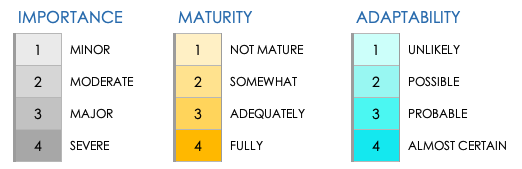 IMPORTANCE
1 MINOR
2 MODERATE
3 MAJOR
4 SEVERE
MATURITY
1 NOT MATURE
2 SOMEWHAT
3 ADEQUATELY
4 FULLY
ADAPTABILITY
1 UNLIKELY
2 POSSIBLE
3 PROBABLE
4 ALMOST CERTAIN